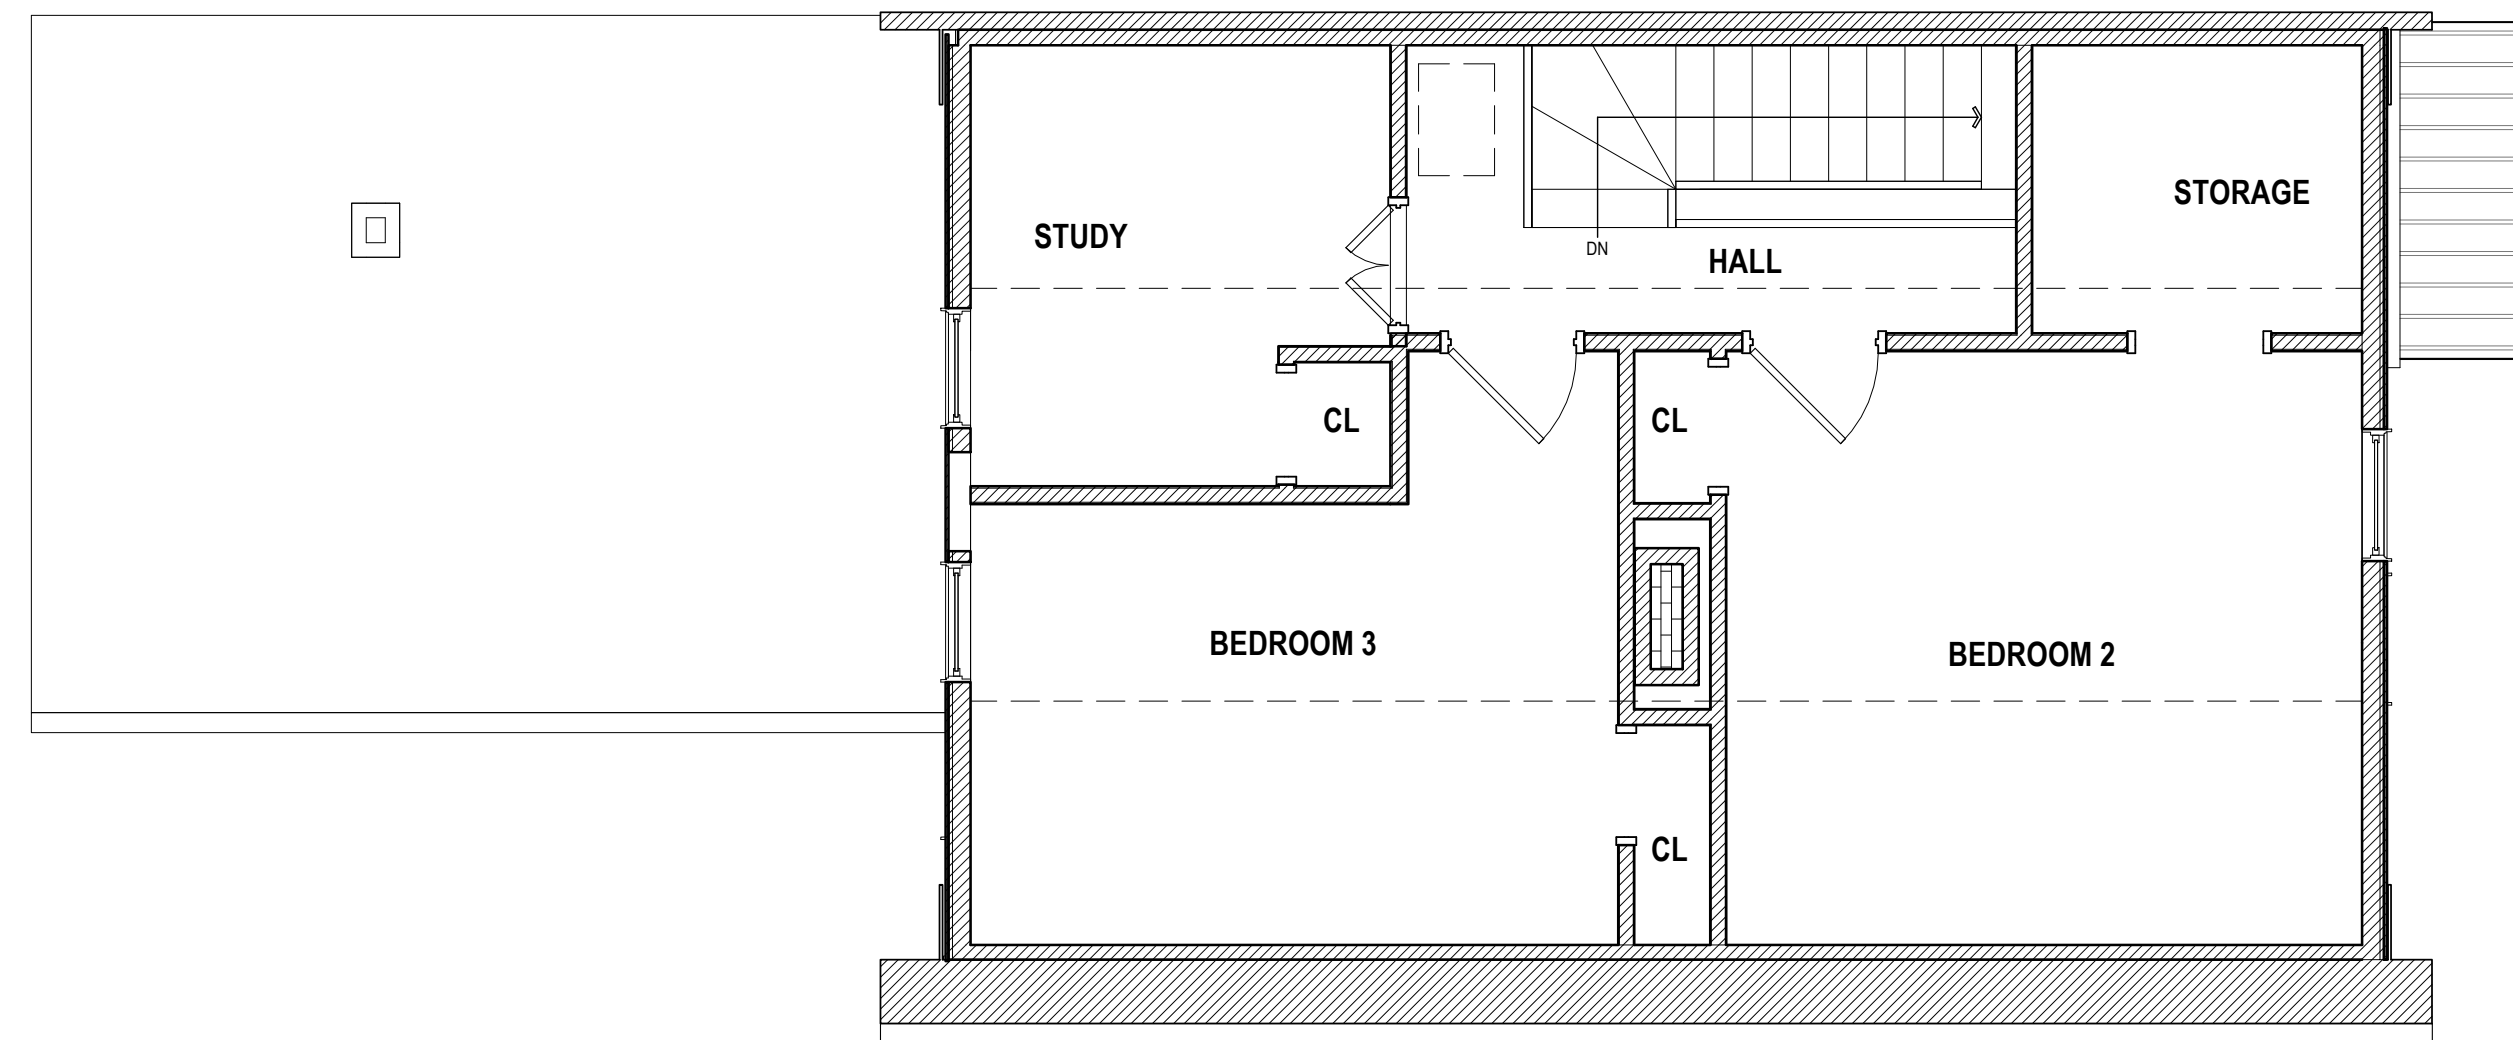 STORAGE
STUDY
DN
HALL
CL
CL
BEDROOM 3
BEDROOM 2
CL